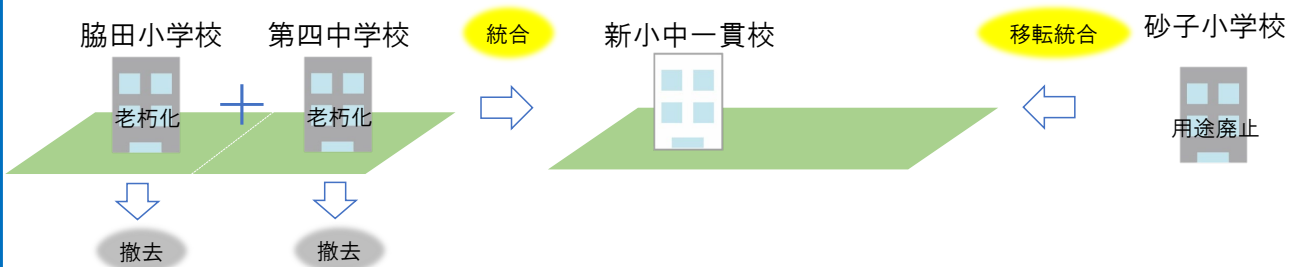 脇田小学校
第四中学校
統合
新小中一貫校
移転統合
砂子小学校
老朽化
老朽化
用途廃止
撤去
撤去